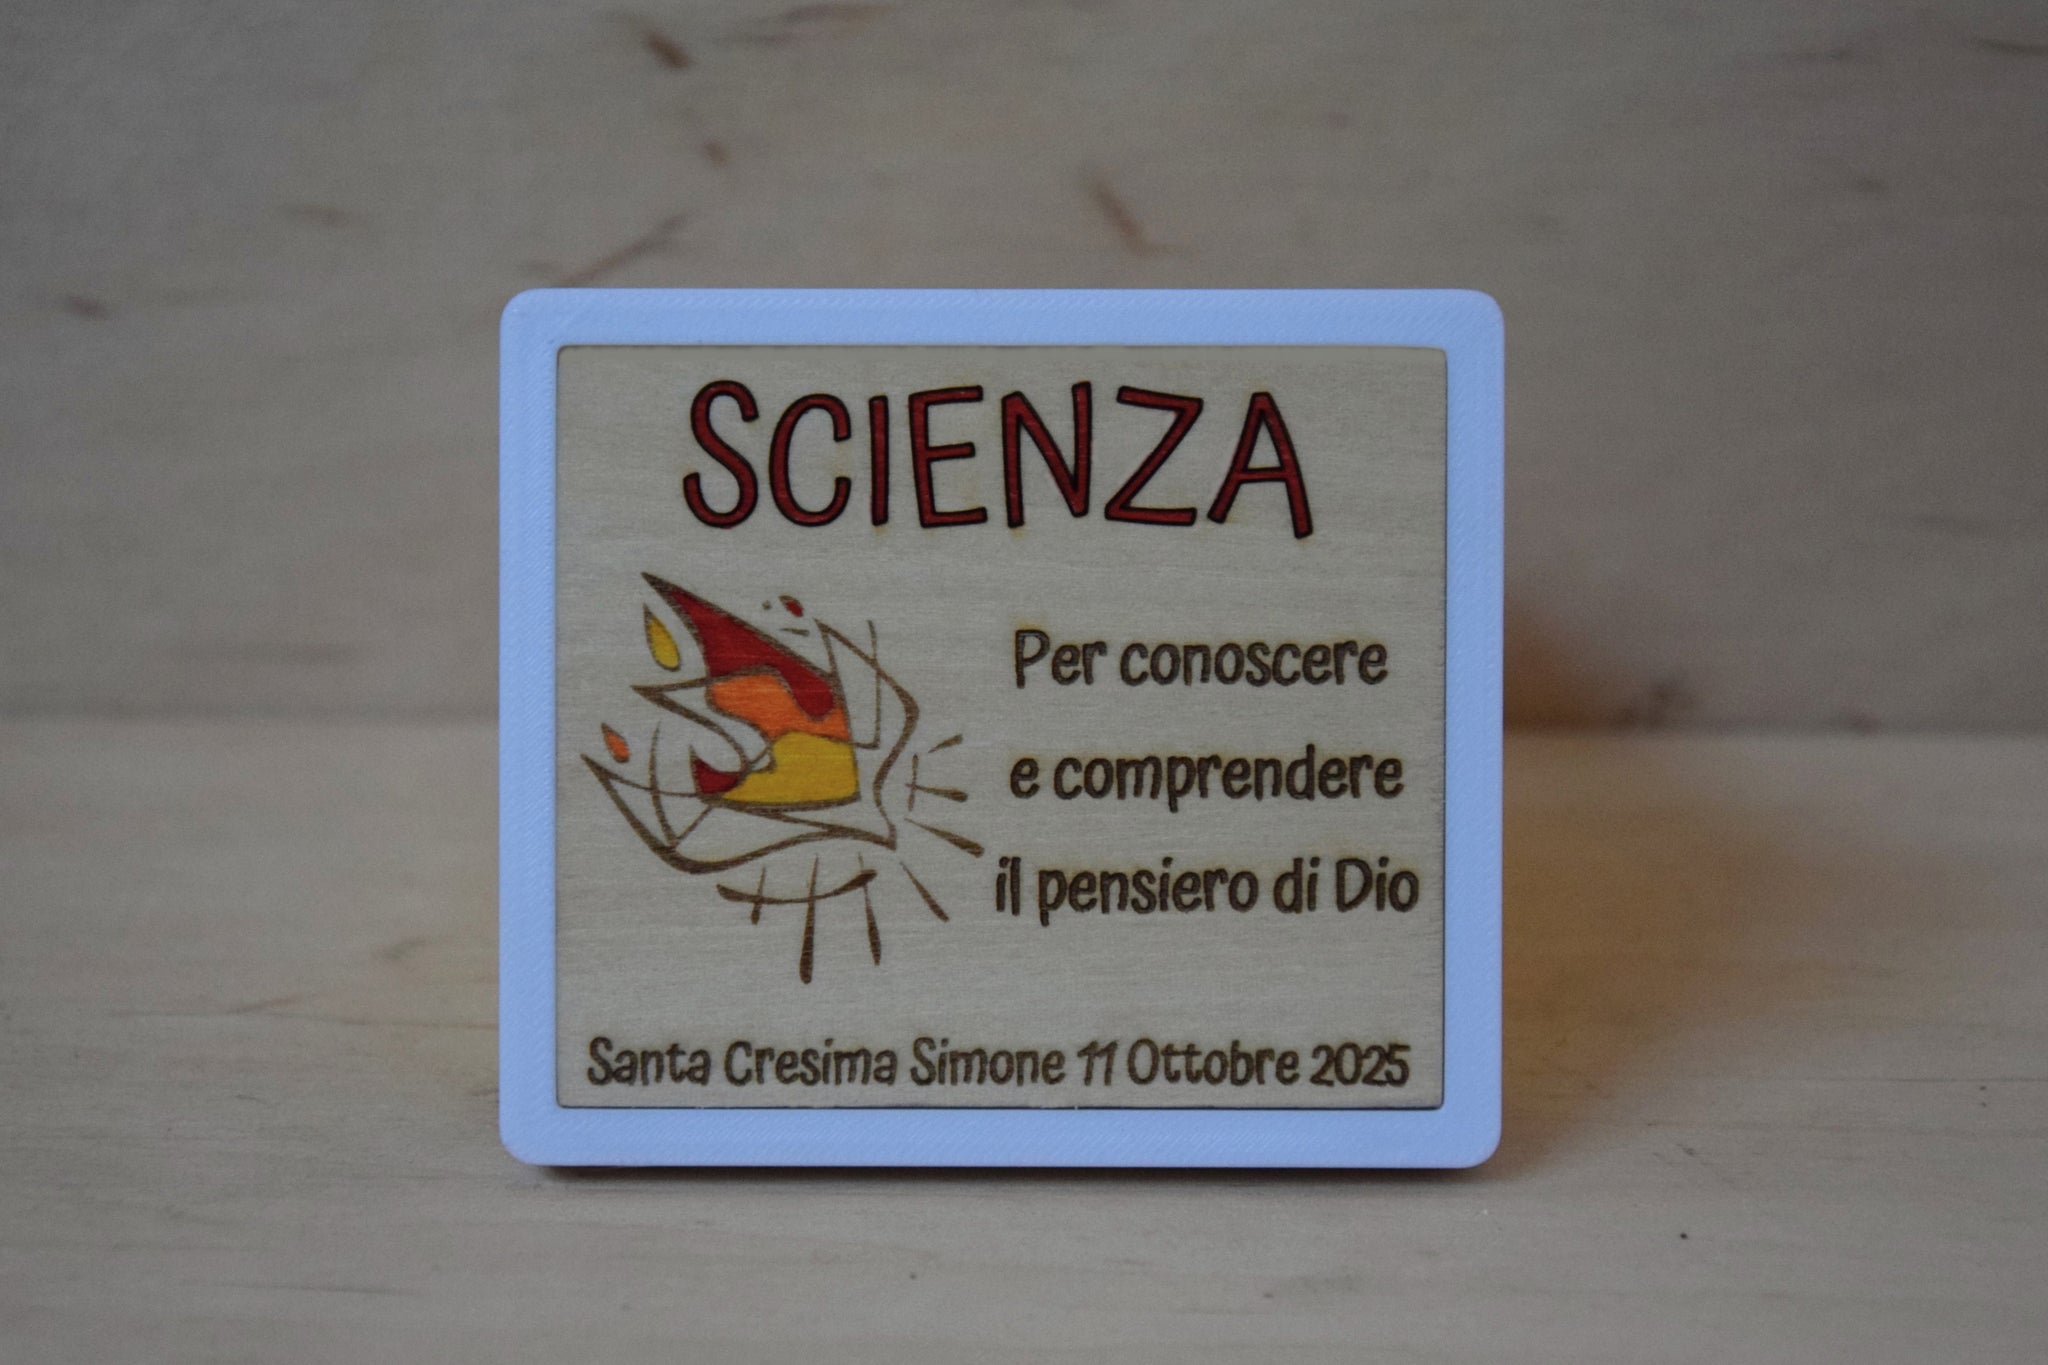 SCIENZA
Per conoscere
e comprendere
il pensiero di Dio
Santa Cresima Simone 11 Ottobre 2025